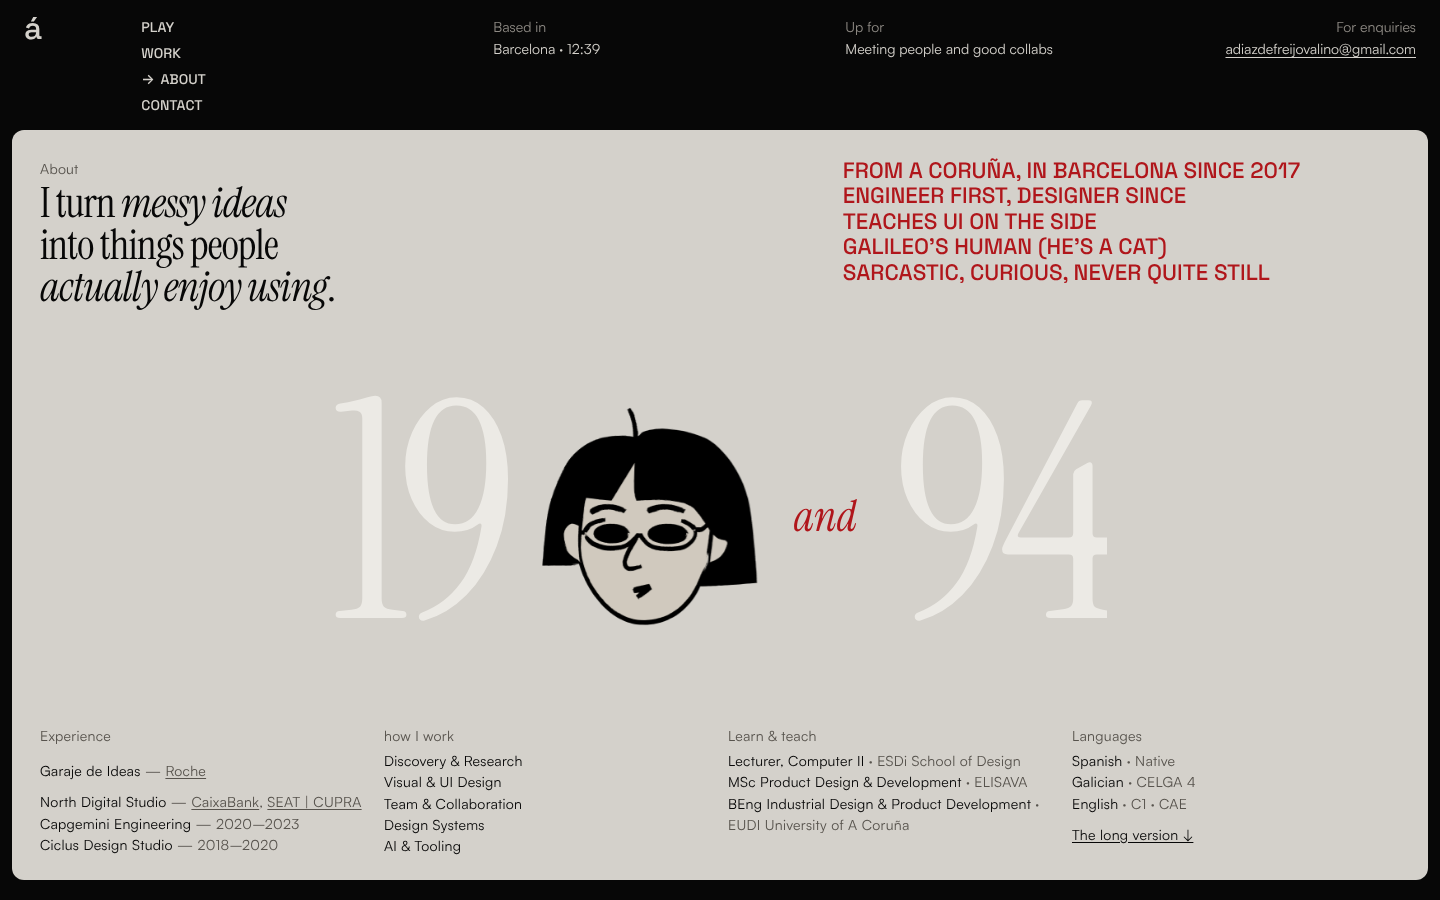 á
PLAY
WORK
→ ABOUT
CONTACT
Based in
Barcelona · 12:39
Up for
Meeting people and good collabs
For enquiries
adiazdefreijovalino@gmail.com
About
I turn messy ideas
into things people
actually enjoy using.
FROM A CORUÑA, IN BARCELONA SINCE 2017
ENGINEER FIRST, DESIGNER SINCE
TEACHES UI ON THE SIDE
GALILEO’S HUMAN (HE’S A CAT)
SARCASTIC, CURIOUS, NEVER QUITE STILL
19 and 94
Experience
Garaje de Ideas — Roche
North Digital Studio — CaixaBank, SEAT | CUPRA
Capgemini Engineering — 2020—2023
Ciclus Design Studio — 2018—2020
how I work
Discovery & Research
Visual & UI Design
Team & Collaboration
Design Systems
AI & Tooling
Learn & teach
Lecturer, Computer II · ESDi School of Design
MSc Product Design & Development · ELISAVA
BEng Industrial Design & Product Development ·
EUDI University of A Coruña
Languages
Spanish · Native
Galician · CELGA 4
English · C1 · CAE
The long version ↓